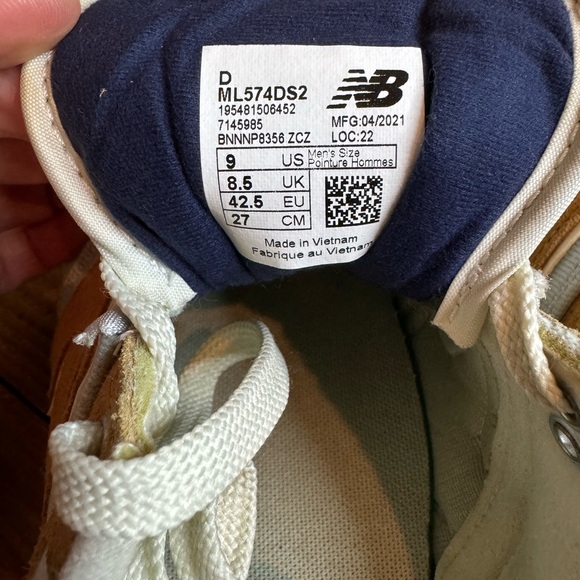 D
ML574DS2
195481506452
7145985
BNNNP8356 ZCZ
NB
MFG:04/2021
LOC:22
9 US Men's Size Pointure Hommes
8.5 UK
42.5 EU
27 CM
Made in Vietnam
Fabrique au Vietnam